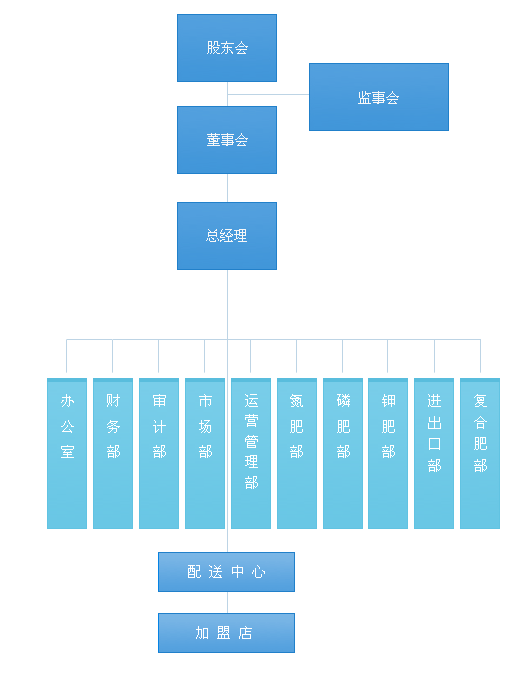 股东会
监事会
董事会
总经理
办公室
财务部
审计部
市场部
运营管理部
氮肥部
磷肥部
钾肥部
进出口部
复合肥部
配送中心
加盟店